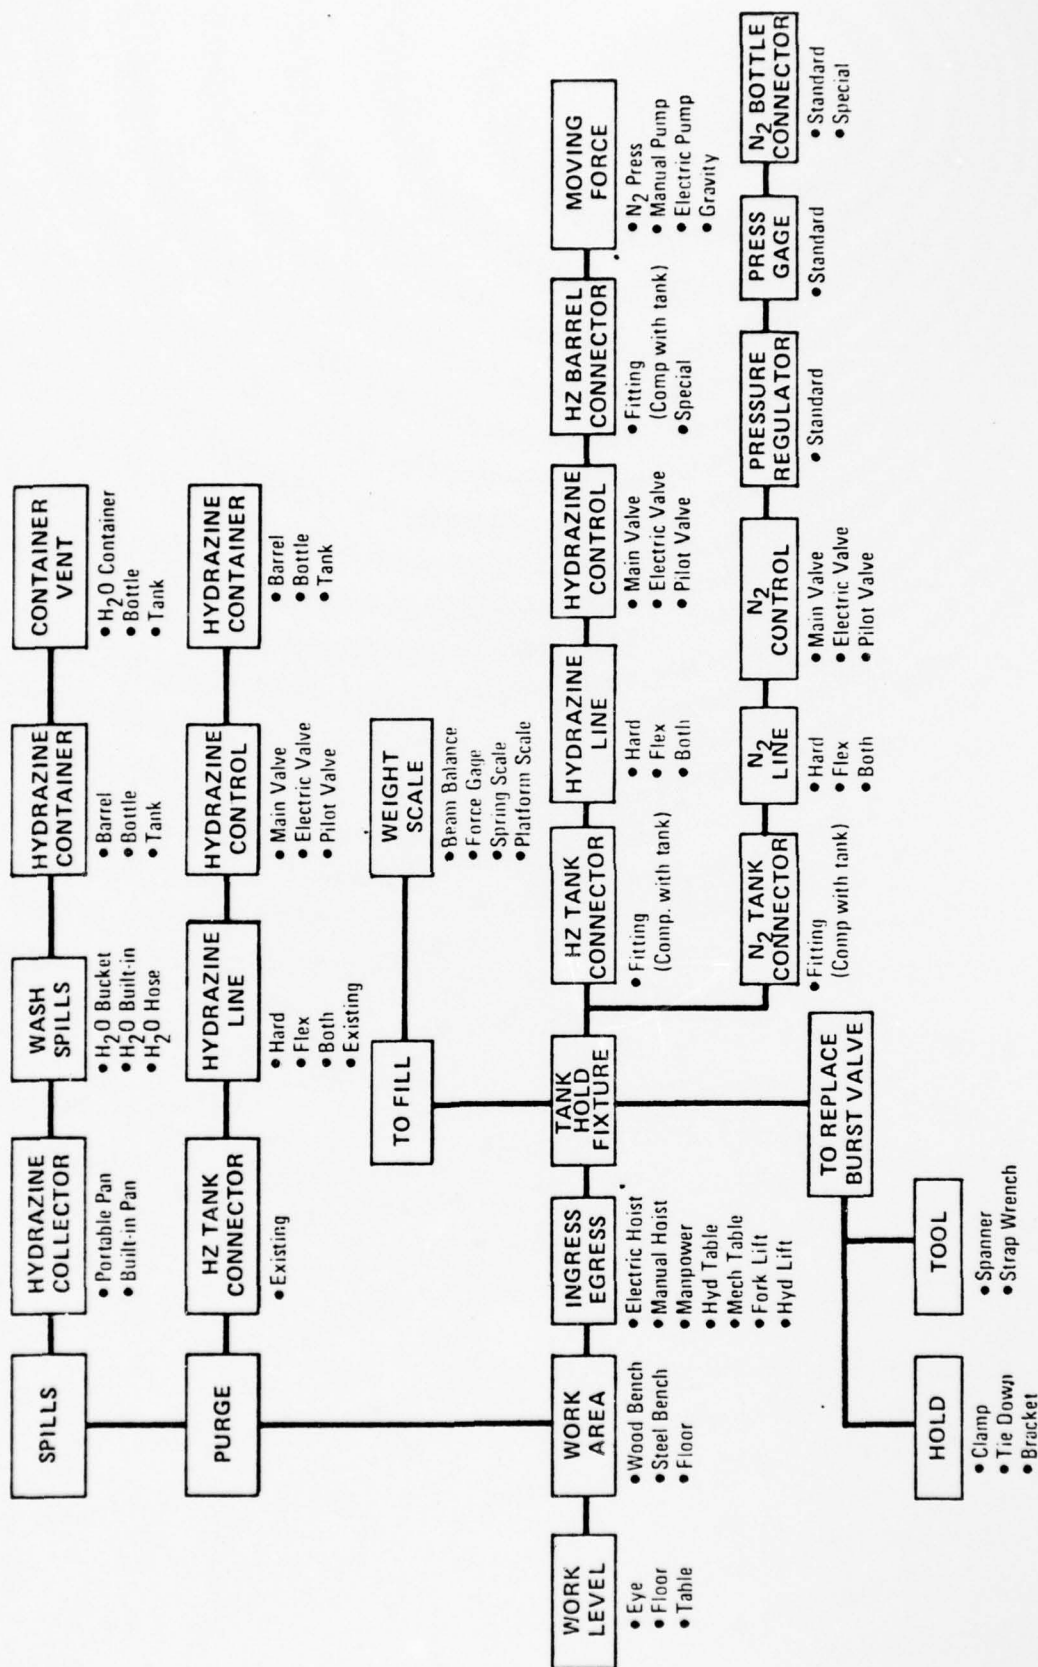 SPILLS
HYDRAZINE
COLLECTOR
• Portable Pan
• Built-in Pan
WASH
SPILLS
• H2O Bucket
• H2O Built-in
• H2O Hose
HYDRAZINE
CONTAINER
• Barrel
• Bottle
• Tank
CONTAINER
VENT
• H2O Container
• Bottle
• Tank
PURGE
HZ TANK
CONNECTOR
• Existing
HYDRAZINE
LINE
• Hard
• Flex
• Both
• Existing
HYDRAZINE
CONTROL
• Main Valve
• Electric Valve
• Pilot Valve
HYDRAZINE
CONTAINER
• Barrel
• Bottle
• Tank
TO FILL
WEIGHT
SCALE
• Beam Balance
• Force Gage
• Spring Scale
• Platform Scale
WORK
LEVEL
• Eye
• Floor
• Table
WORK
AREA
• Wood Bench
• Steel Bench
• Floor
INGRESS
EGRESS
• Electric Hoist
• Manual Hoist
• Manpower
• Hyd Table
• Mech Table
• Fork Lift
• Hyd Lift
TANK
HOLD
FIXTURE
HZ TANK
CONNECTOR
• Fitting
(Comp. with tank)
HYDRAZINE
LINE
• Hard
• Flex
• Both
HYDRAZINE
CONTROL
• Main Valve
• Electric Valve
• Pilot Valve
HZ BARREL
CONNECTOR
• Fitting
(Comp with tank)
• Special
MOVING
FORCE
• N2 Press
• Manual Pump
• Electric Pump
• Gravity
N2 TANK
CONNECTOR
• Fitting
(Comp with tank)
N2
LINE
• Hard
• Flex
• Both
N2
CONTROL
• Main Valve
• Electric Valve
• Pilot Valve
PRESSURE
REGULATOR
• Standard
PRESS
GAGE
• Standard
N2 BOTTLE
CONNECTOR
• Standard
• Special
TO REPLACE
BURST VALVE
HOLD
• Clamp
• Tie Down
• Bracket
TOOL
• Spanner
• Strap Wrench